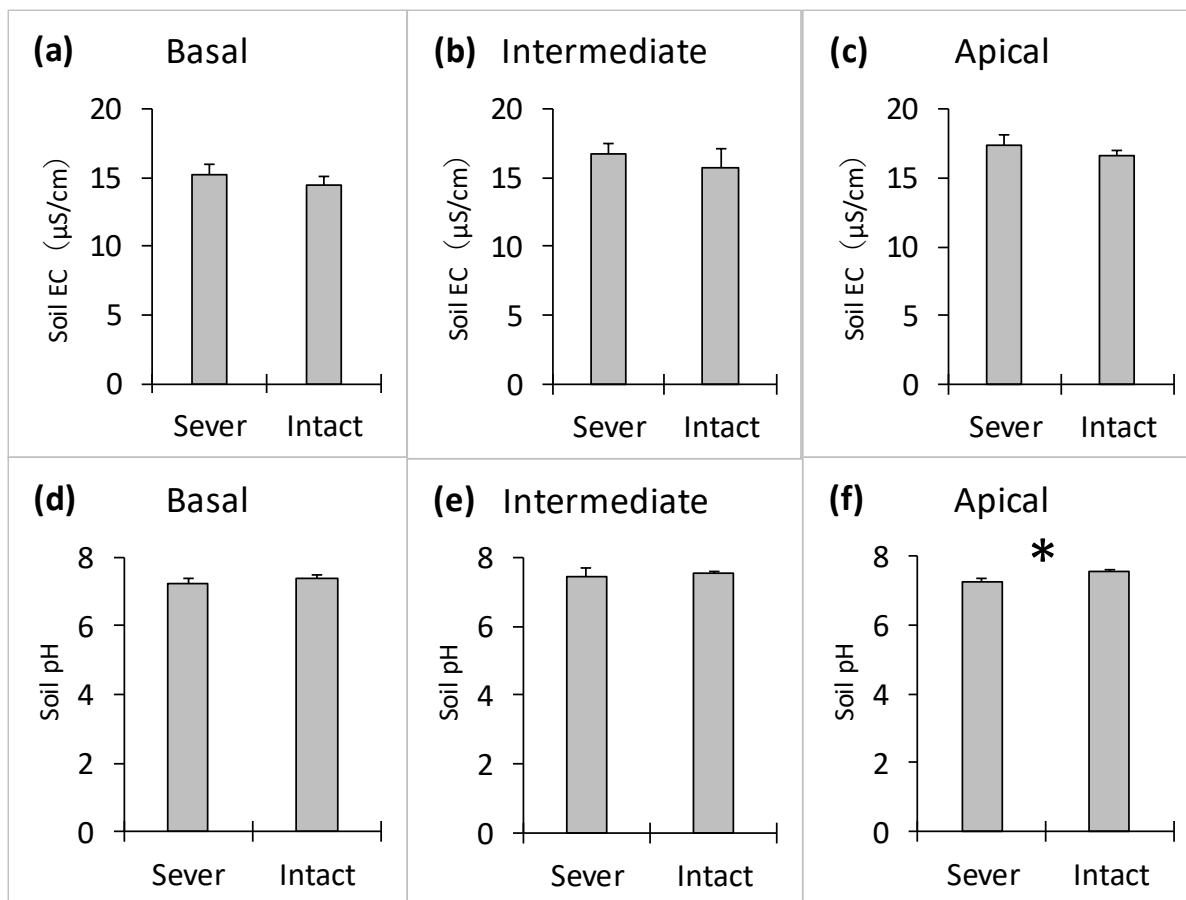 (a) Basal
20
15
10
5
0
Soil EC（μS/cm）
Sever Intact
(b) Intermediate
20
15
10
5
0
Soil EC（μS/cm）
Sever Intact
(c) Apical
20
15
10
5
0
Soil EC（μS/cm）
Sever Intact
(d) Basal
8
6
4
2
0
Soil pH
Sever Intact
(e) Intermediate
8
6
4
2
0
Soil pH
Sever Intact
(f) Apical
*
8
6
4
2
0
Soil pH
Sever Intact